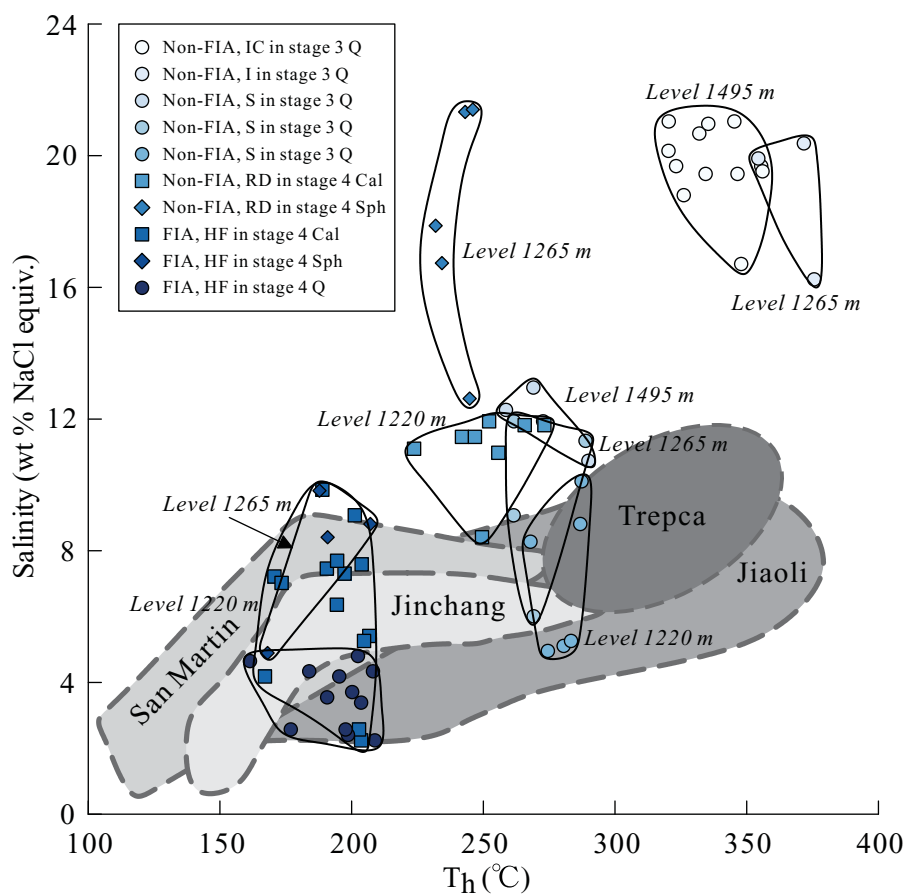 24
20
16
12
8
4
0
Salinity (wt % NaCl equiv.)
Non-FIA, IC in stage 3 Q
Non-FIA, I in stage 3 Q
Non-FIA, S in stage 3 Q
Non-FIA, S in stage 3 Q
Non-FIA, S in stage 3 Q
Non-FIA, RD in stage 4 Cal
Non-FIA, RD in stage 4 Sph
FIA, HF in stage 4 Cal
FIA, HF in stage 4 Sph
FIA, HF in stage 4 Q
Level 1495 m
Level 1265 m
Level 1265 m
Level 1495 m
Level 1220 m
Level 1265 m
Level 1265 m
Trepca
Jiaoli
Jinchang
Level 1220 m
Level 1220 m
San Martin
100 150 200 250 300 350 400
Th (℃)